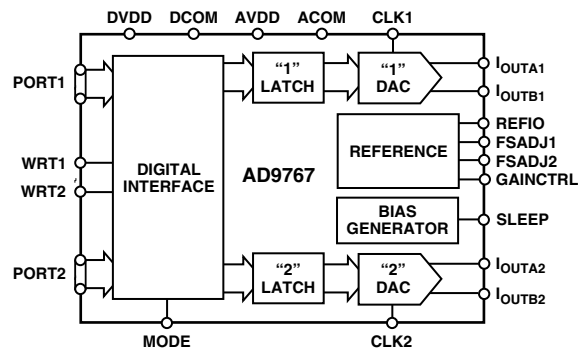 DVDD DCOM AVDD ACOM CLK1
PORT1
“1”
LATCH
“1”
DAC
IOUTA1
IOUTB1
WRT1
WRT2
DIGITAL
INTERFACE
AD9767
REFERENCE
REFIO
FSADJ1
FSADJ2
GAINCTRL
BIAS
GENERATOR
SLEEP
PORT2
“2”
LATCH
“2”
DAC
IOUTA2
IOUTB2
MODE CLK2